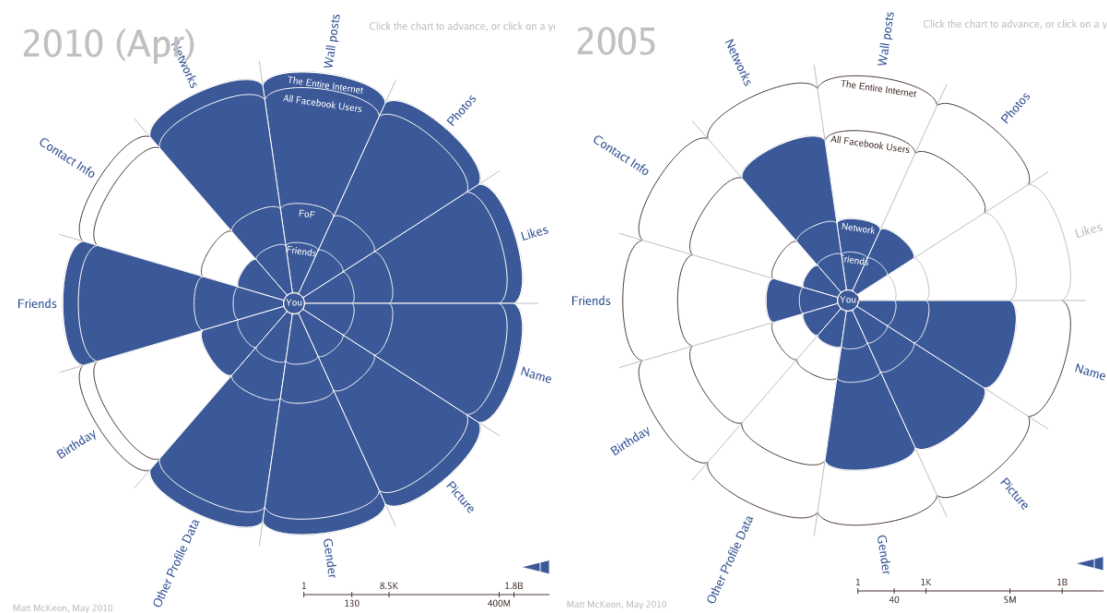 2010 (Apr)
Click the chart to advance, or click on a y
Networks
Wall posts
Photos
Likes
Name
Picture
Gender
Other Profile Data
Birthday
Friends
Contact Info
The Entire Internet
All Facebook Users
FoF
Friends
You
1
8.5K
1.8B
130
400M
Matt McKeon, May 2010
2005
Click the chart to advance, or click on a y
Networks
Wall posts
Photos
Likes
Name
Picture
Gender
Other Profile Data
Birthday
Friends
Contact Info
The Entire Internet
All Facebook Users
Network
Friends
You
1
1K
1B
40
5M
Matt McKeon, May 2010